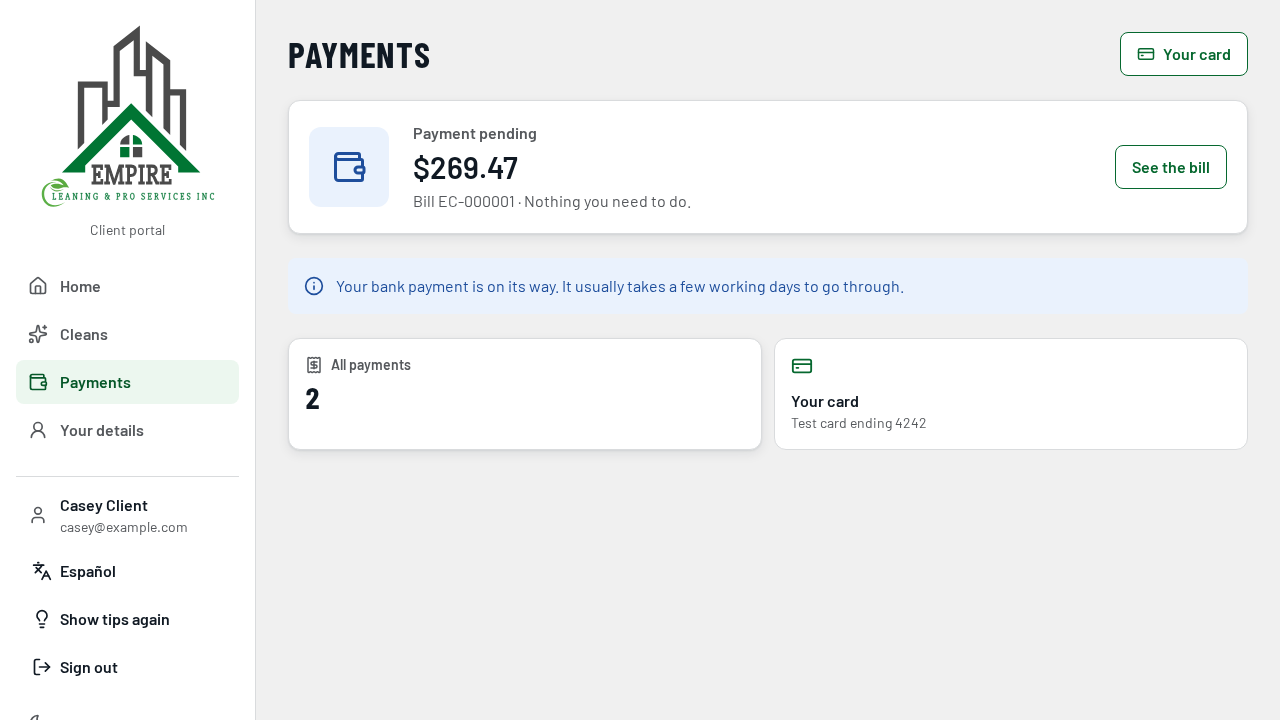 EMPIRE
LEANING & PRO SERVICES INC
Client portal
Home
Cleans
Payments
Your details
Casey Client
casey@example.com
Español
Show tips again
Sign out
PAYMENTS
Your card
Payment pending
$269.47
Bill EC-000001 · Nothing you need to do.
See the bill
Your bank payment is on its way. It usually takes a few working days to go through.
All payments
2
Your card
Test card ending 4242